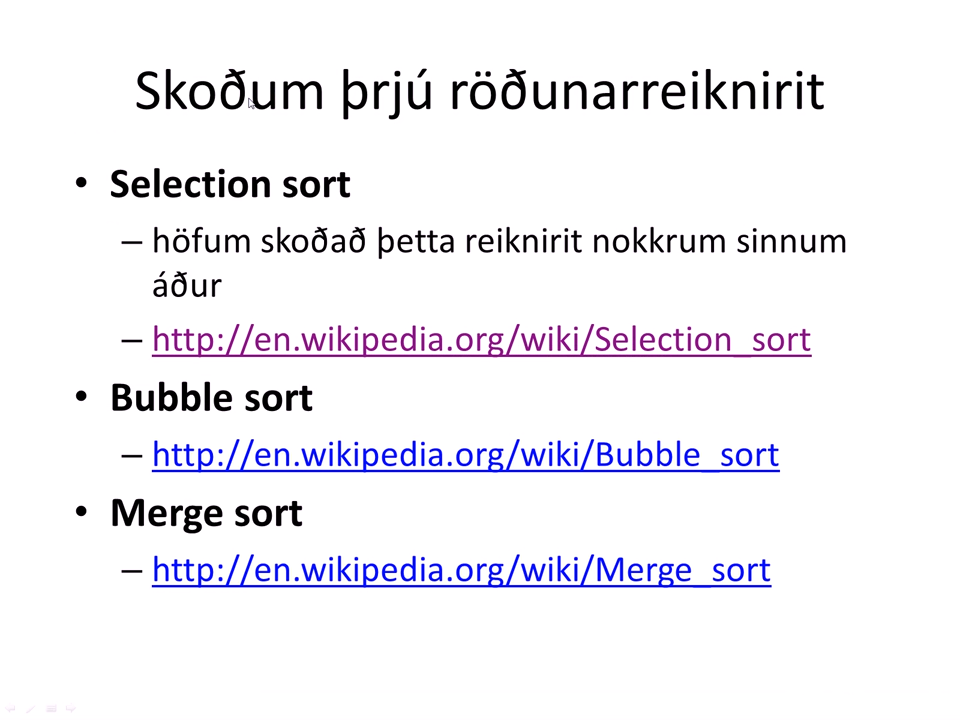 Skoðum þrjú röðunarreiknirit
• Selection sort
– höfum skoðað þetta reiknirit nokkrum sinnum
áður
– http://en.wikipedia.org/wiki/Selection_sort
• Bubble sort
– http://en.wikipedia.org/wiki/Bubble_sort
• Merge sort
– http://en.wikipedia.org/wiki/Merge_sort